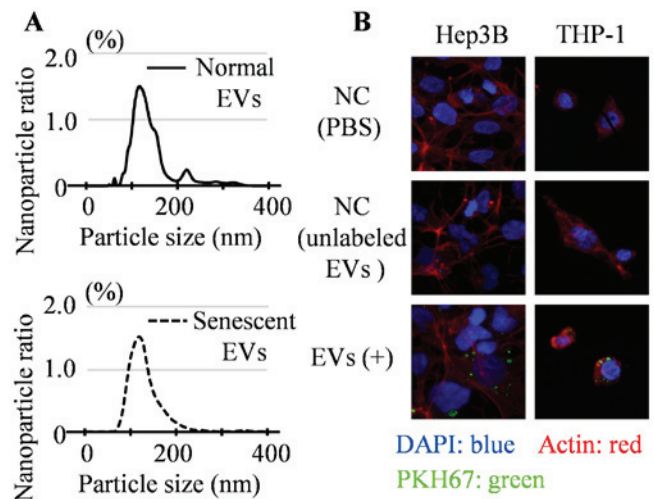 A
(%)
2.0
Normal
EVs
1.0
0
Nanoparticle ratio
0 200 400
Particle size (nm)
(%)
2.0
Senescent
EVs
1.0
0
Nanoparticle ratio
0 200 400
Particle size (nm)
B
Hep3B THP-1
NC
(PBS)
NC
(unlabeled
EVs )
EVs (+)
DAPI: blue Actin: red
PKH67: green